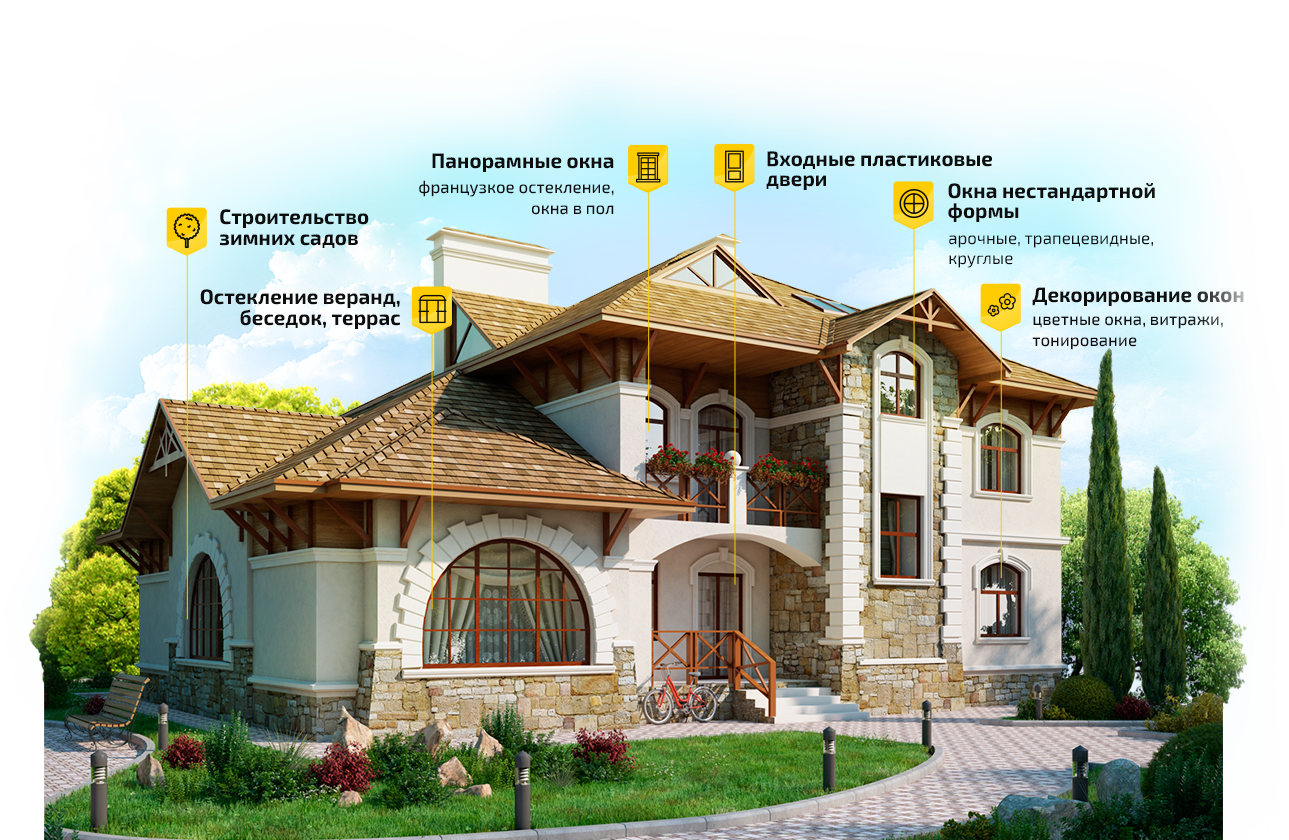 Панорамные окна
французкое остекление,
окна в пол
Входные пластиковые
двери
Окна нестандартной
формы
арочные, трапецевидные,
круглые
Строительство
зимних садов
Остекление веранд,
беседок, террас
Декорирование окон
цветные окна, витражи,
тонирование